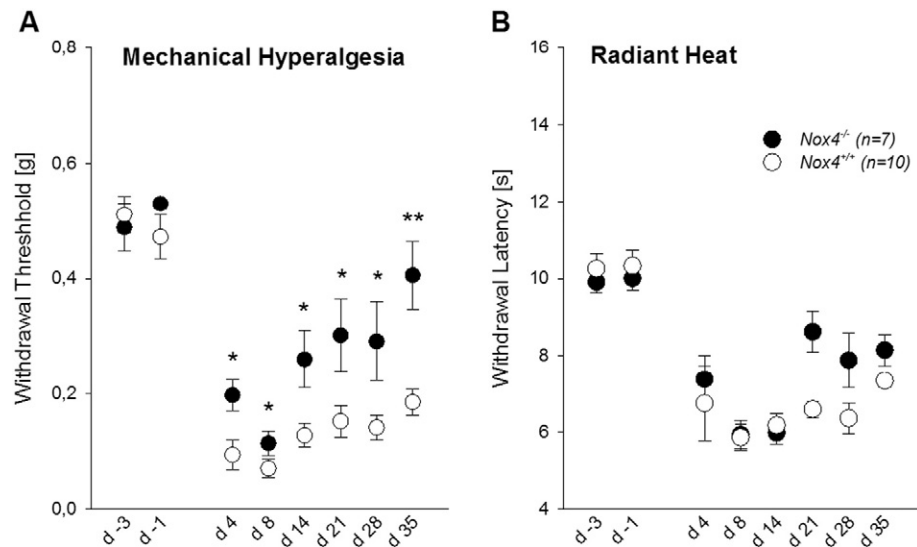 A
Mechanical Hyperalgesia
Withdrawal Threshhold [g]
0,8
0,6
0,4
0,2
0,0
*
*
*
*
*
**
d -3
d -1
d 4
d 8
d 14
d 21
d 28
d 35
B
Radiant Heat
Withdrawal Latency [s]
16
14
12
10
8
6
4
Nox4-/- (n=7)
Nox4+/+ (n=10)
d -3
d -1
d 4
d 8
d 14
d 21
d 28
d 35